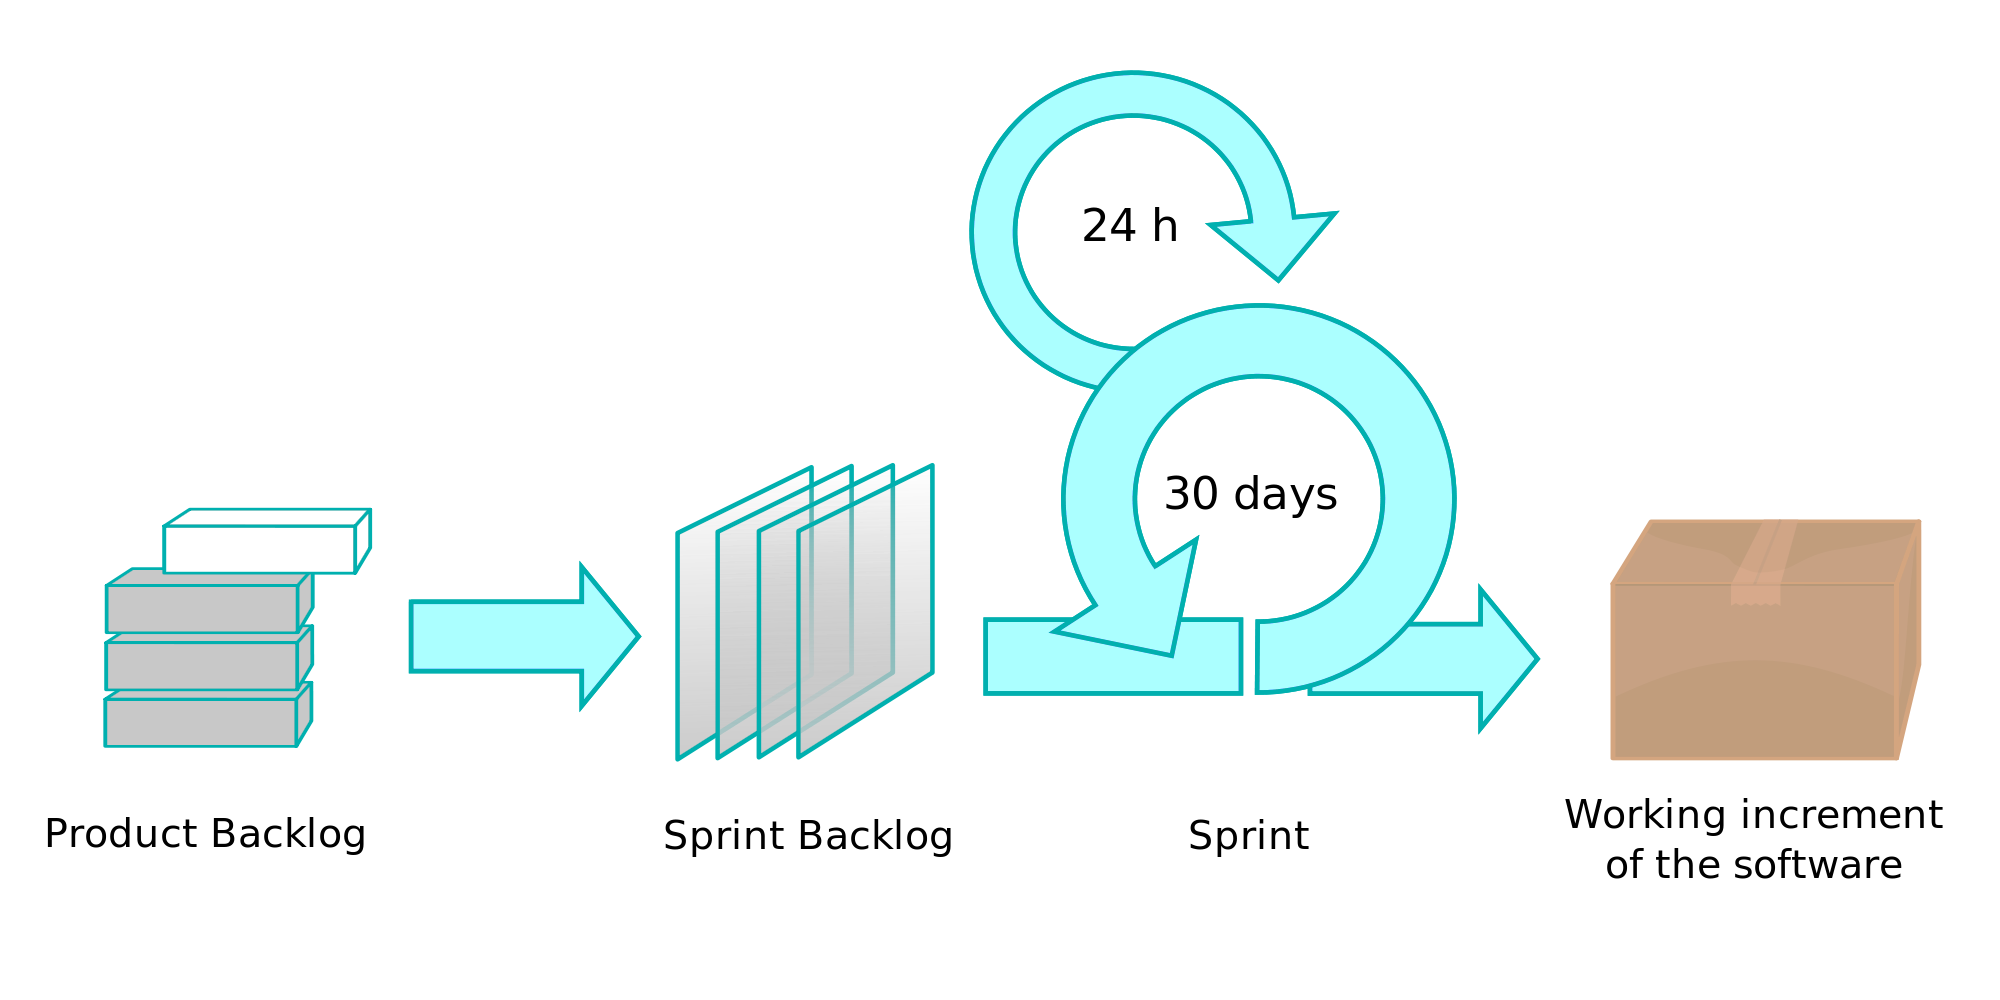 24 h
30 days
Product Backlog
Sprint Backlog
Sprint
Working increment
of the software